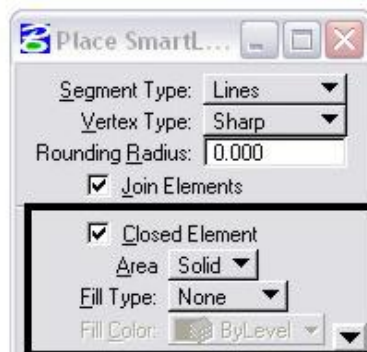 Place SmartL...
Segment Type: Lines
Vertex Type: Sharp
Rounding Radius: 0.000
Join Elements
Closed Element
Area Solid
Fill Type: None
Fill Color: ByLevel